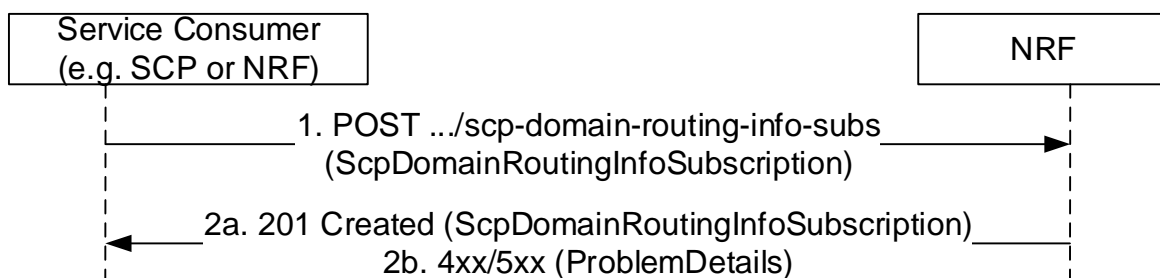 Service Consumer
(e.g. SCP or NRF)
NRF
1. POST .../scp-domain-routing-info-subs
(ScpDomainRoutingInfoSubscription)
2a. 201 Created (ScpDomainRoutingInfoSubscription)
2b. 4xx/5xx (ProblemDetails)